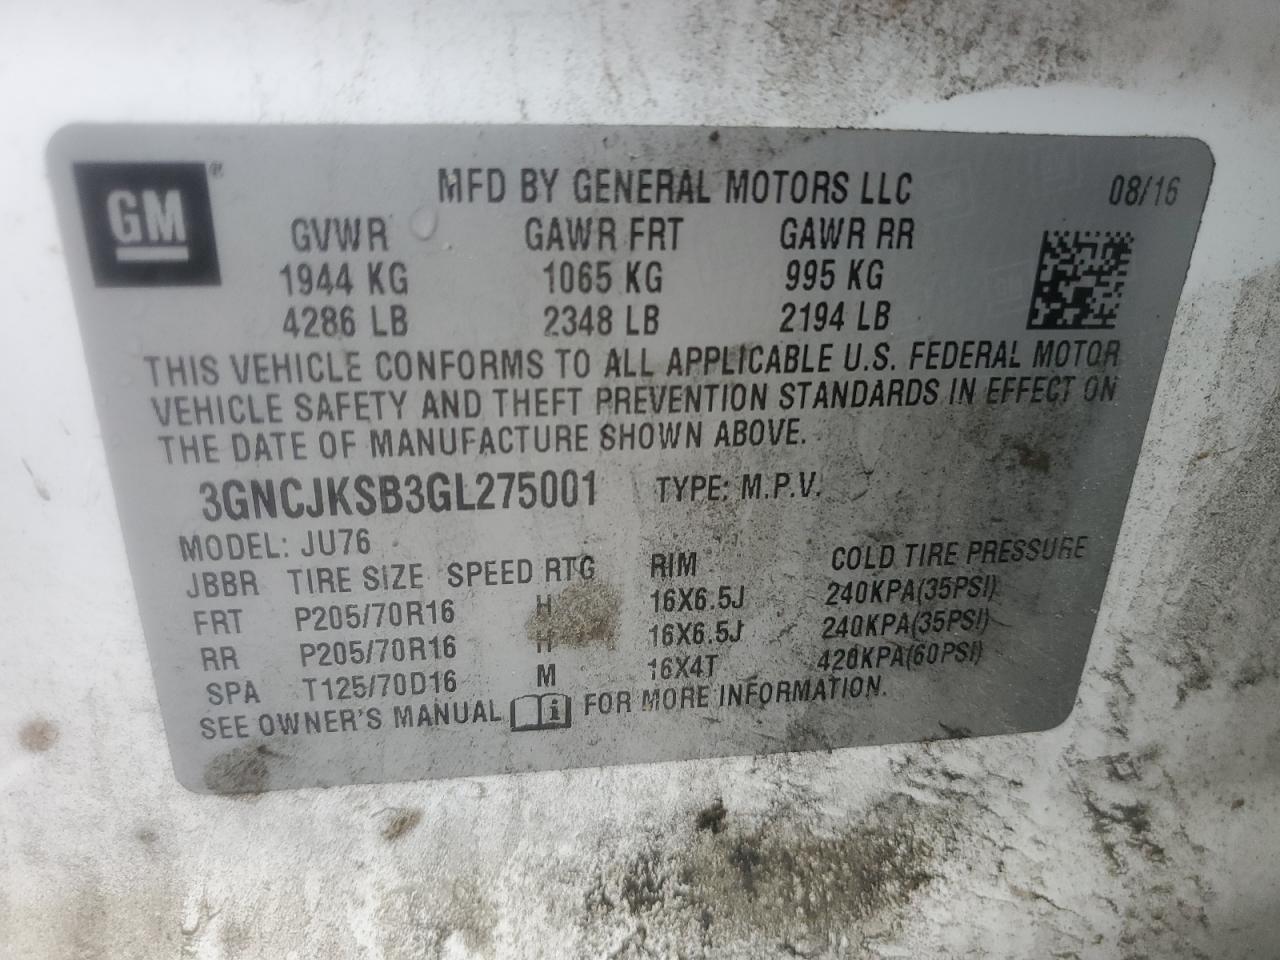 GM®
MFD BY GENERAL MOTORS LLC 08/16
GVWR GAWR FRT GAWR RR
1944 KG 1065 KG 995 KG
4286 LB 2348 LB 2194 LB
THIS VEHICLE CONFORMS TO ALL APPLICABLE U.S. FEDERAL MOTOR
VEHICLE SAFETY AND THEFT PREVENTION STANDARDS IN EFFECT ON
THE DATE OF MANUFACTURE SHOWN ABOVE.
3GNCJKSB3GL275001 TYPE: M.P.V.
MODEL: JU76
JBBR TIRE SIZE SPEED RTG RIM COLD TIRE PRESSURE
FRT P205/70R16 H 16X6.5J 240KPA(35PSI)
RR P205/70R16 H 16X6.5J 240KPA(35PSI)
SPA T125/70D16 M 16X4T 420KPA(60PSI)
SEE OWNER'S MANUAL i FOR MORE INFORMATION.